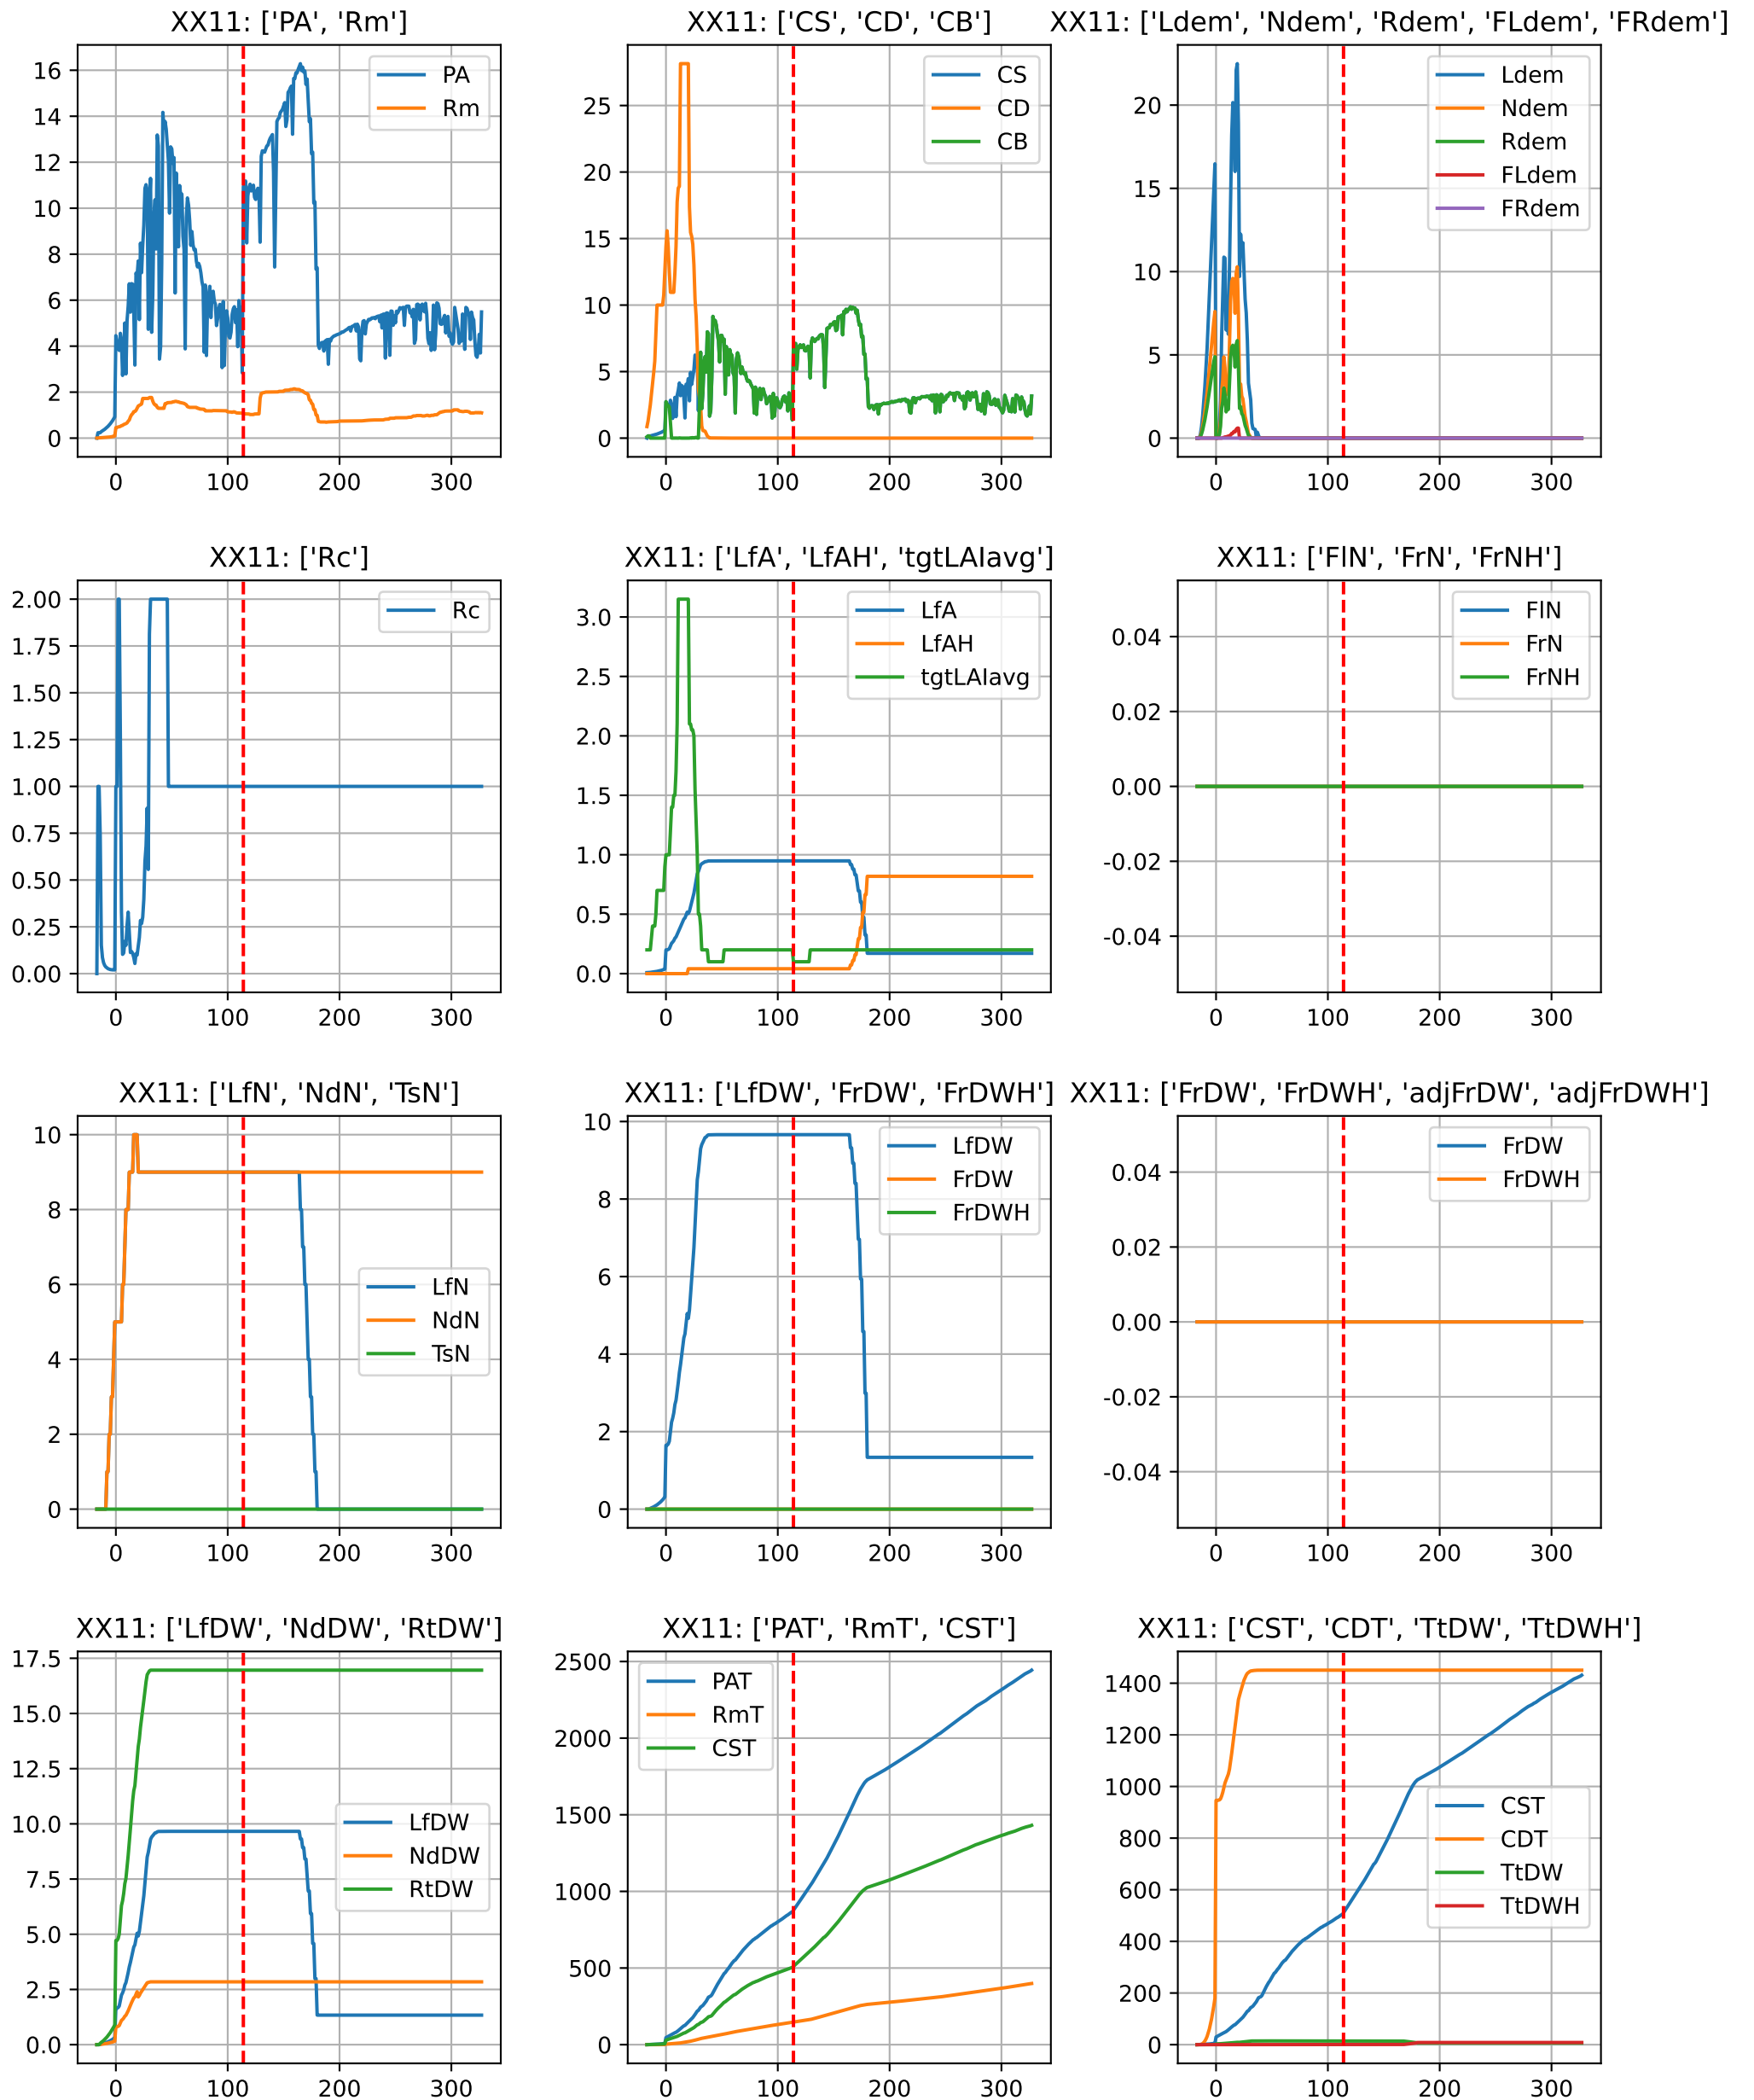 XX11: ['PA', 'Rm']
16
14
12
10
8
6
4
2
0
0 100 200 300
PA
Rm
XX11: ['CS', 'CD', 'CB']
25
20
15
10
5
0
0 100 200 300
CS
CD
CB
XX11: ['Ldem', 'Ndem', 'Rdem', 'FLdem', 'FRdem']
20
15
10
5
0
0 100 200 300
Ldem
Ndem
Rdem
FLdem
FRdem
XX11: ['Rc']
2.00
1.75
1.50
1.25
1.00
0.75
0.50
0.25
0.00
0 100 200 300
Rc
XX11: ['LfA', 'LfAH', 'tgtLAIavg']
3.0
2.5
2.0
1.5
1.0
0.5
0.0
0 100 200 300
LfA
LfAH
tgtLAIavg
XX11: ['FlN', 'FrN', 'FrNH']
0.04
0.02
0.00
-0.02
-0.04
0 100 200 300
FlN
FrN
FrNH
XX11: ['LfN', 'NdN', 'TsN']
10
8
6
4
2
0
0 100 200 300
LfN
NdN
TsN
XX11: ['LfDW', 'FrDW', 'FrDWH']
10
8
6
4
2
0
0 100 200 300
LfDW
FrDW
FrDWH
XX11: ['FrDW', 'FrDWH', 'adjFrDW', 'adjFrDWH']
0.04
0.02
0.00
-0.02
-0.04
0 100 200 300
FrDW
FrDWH
XX11: ['LfDW', 'NdDW', 'RtDW']
17.5
15.0
12.5
10.0
7.5
5.0
2.5
0.0
0 100 200 300
LfDW
NdDW
RtDW
XX11: ['PAT', 'RmT', 'CST']
2500
2000
1500
1000
500
0
0 100 200 300
PAT
RmT
CST
XX11: ['CST', 'CDT', 'TtDW', 'TtDWH']
1400
1200
1000
800
600
400
200
0
0 100 200 300
CST
CDT
TtDW
TtDWH